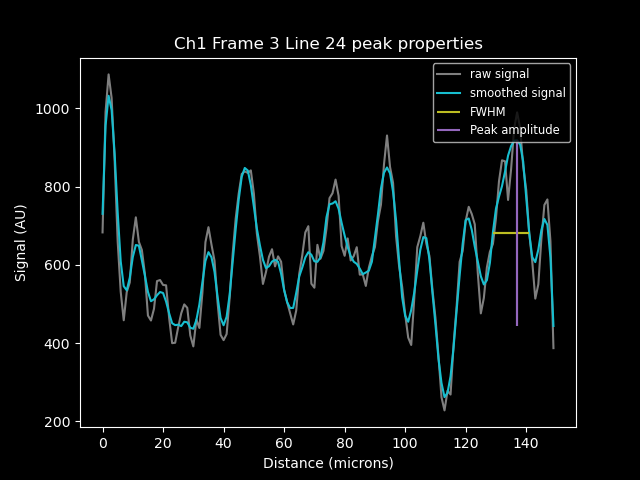 Ch1 Frame 3 Line 24 peak properties
raw signal
smoothed signal
FWHM
Peak amplitude
Signal (AU)
1000
800
600
400
200
0 20 40 60 80 100 120 140
Distance (microns)